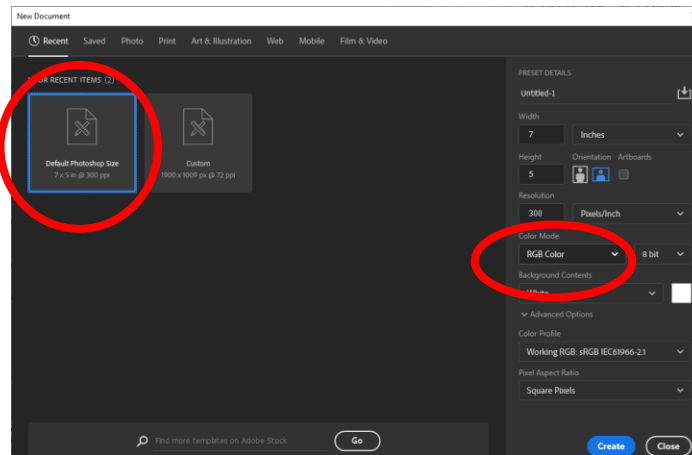 New Document
Recent Saved Photo Print Art & Illustration Web Mobile Film & Video
RECENT ITEMS (2)
Default Photoshop Size
7 x 5 in @ 300 ppi
Custom
1900 x 1009 px @ 72 ppi
Find more templates on Adobe Stock Go
PRESET DETAILS
Untitled-1
Width
7 Inches
Height Orientation Artboards
5
Resolution
300 Pixels/Inch
Color Mode
RGB Color 8 bit
Background Contents
White
Advanced Options
Color Profile
Working RGB: sRGB IEC61966-2.1
Pixel Aspect Ratio
Square Pixels
Create Close